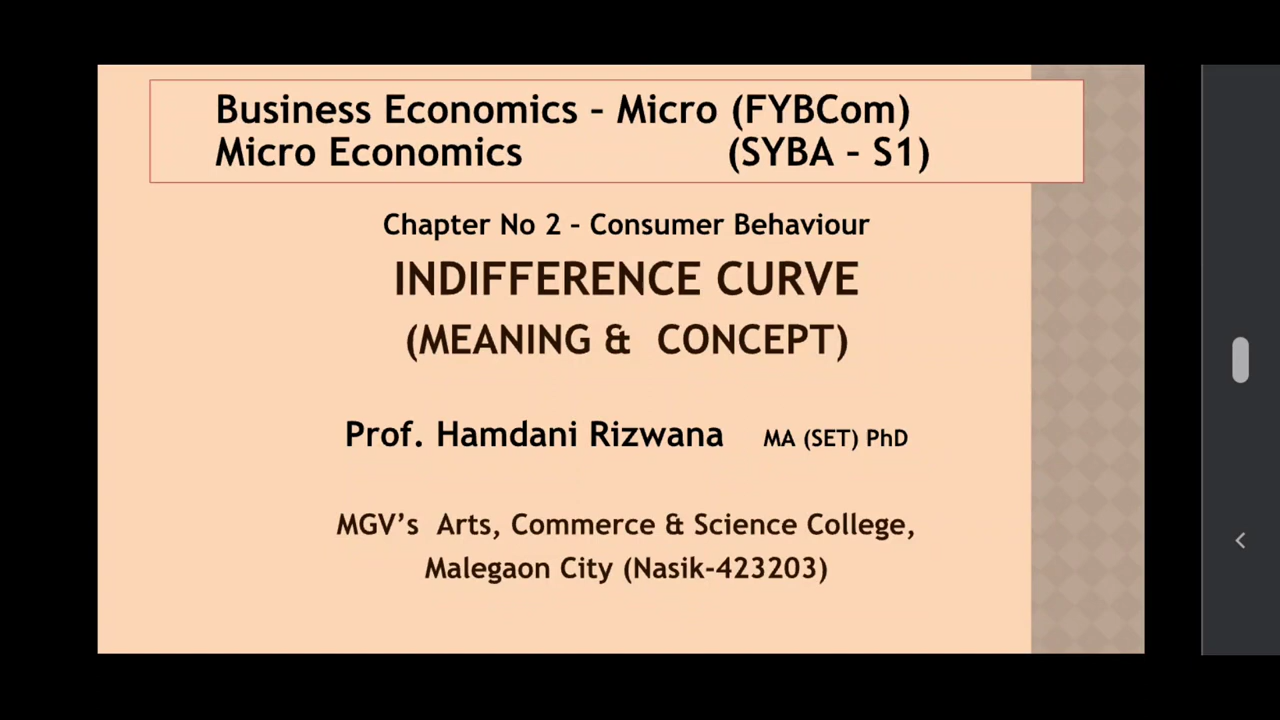 Business Economics – Micro (FYBCom)
Micro Economics (SYBA – S1)
Chapter No 2 – Consumer Behaviour
INDIFFERENCE CURVE
(MEANING & CONCEPT)
Prof. Hamdani Rizwana MA (SET) PhD
MGV’s Arts, Commerce & Science College,
Malegaon City (Nasik-423203)